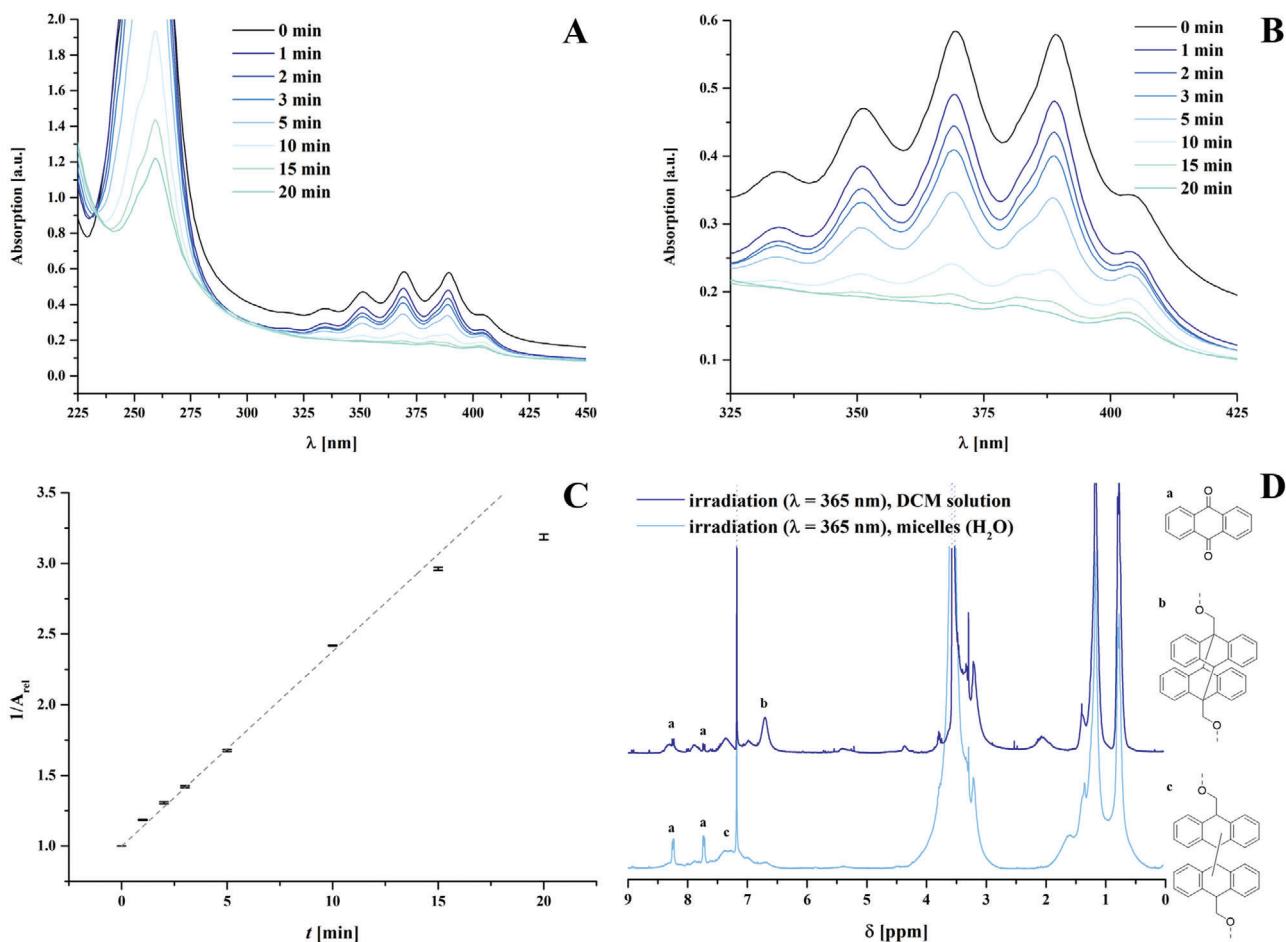 A
2.0
1.8
1.6
1.4
1.2
1.0
0.8
0.6
0.4
0.2
0.0
Absorption [a.u.]
0 min
1 min
2 min
3 min
5 min
10 min
15 min
20 min
225 250 275 300 325 350 375 400 425 450
λ [nm]
B
0.6
0.5
0.4
0.3
0.2
0.1
Absorption [a.u.]
0 min
1 min
2 min
3 min
5 min
10 min
15 min
20 min
325 350 375 400 425
λ [nm]
C
3.5
3.0
2.5
2.0
1.5
1.0
1/Arel
0 5 10 15 20
t [min]
D
irradiation (λ = 365 nm), DCM solution
irradiation (λ = 365 nm), micelles (H₂O)
a a b
a a c
9 8 7 6 5 4 3 2 1 0
δ [ppm]
a
O
O
b
O
O
c
O
O